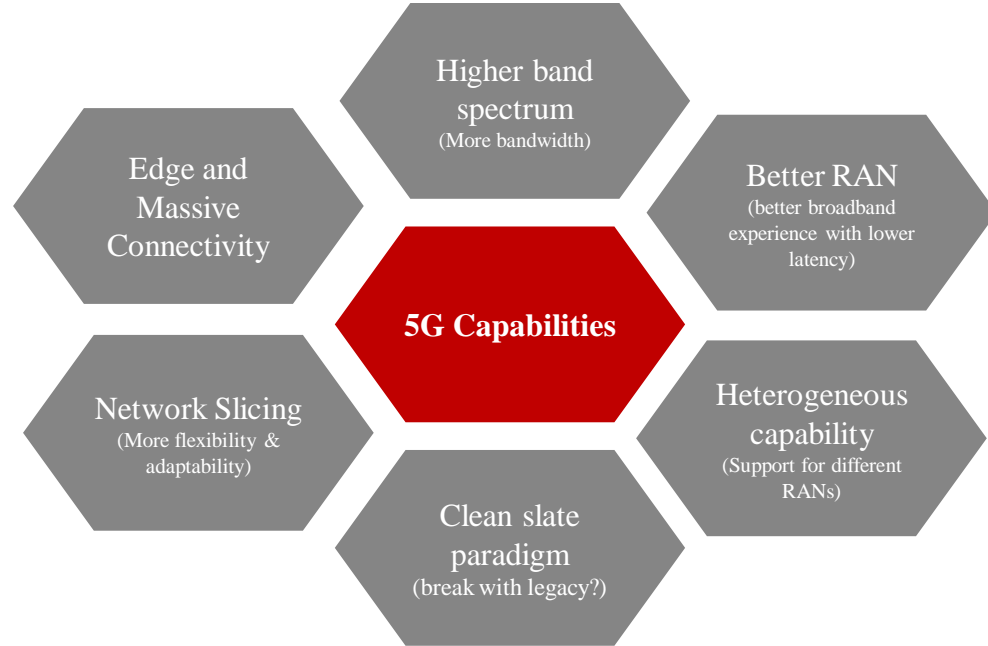 Higher band
spectrum
(More bandwidth)
Edge and
Massive
Connectivity
Better RAN
(better broadband
experience with lower
latency)
5G Capabilities
Network Slicing
(More flexibility &
adaptability)
Heterogeneous
capability
(Support for different
RANs)
Clean slate
paradigm
(break with legacy?)